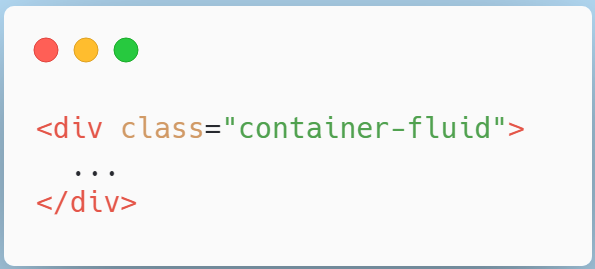 <div class="container-fluid">
  ...
</div>